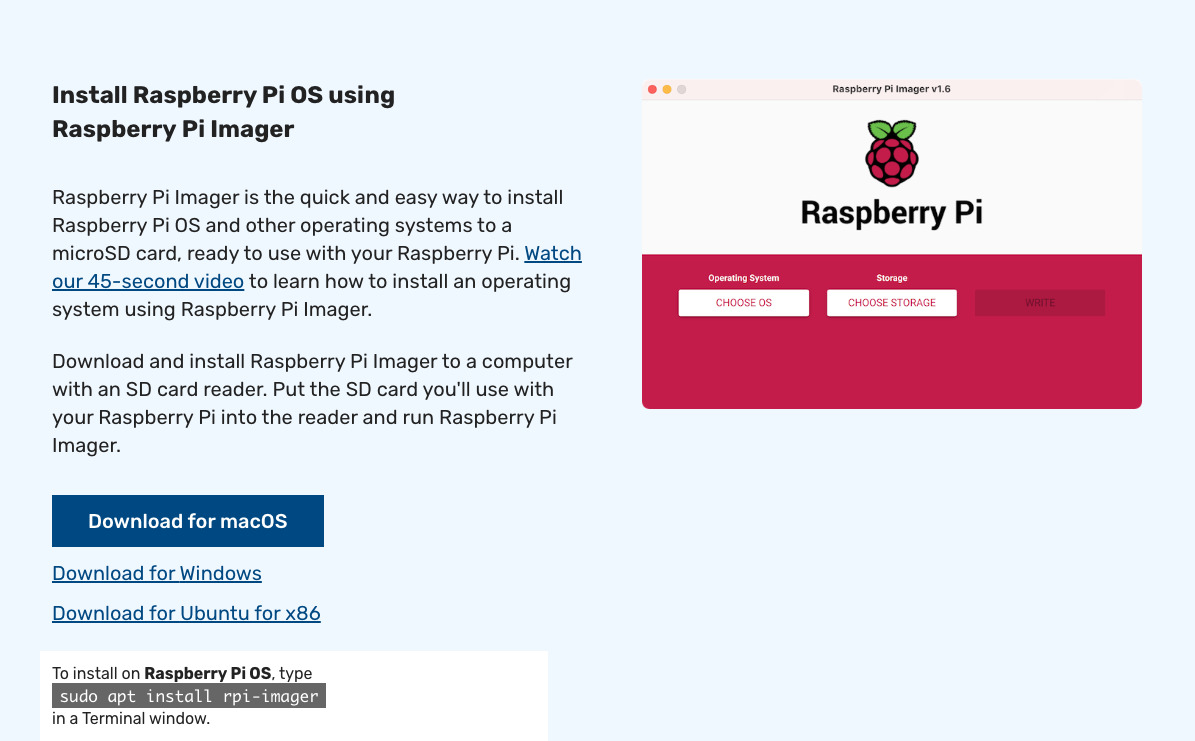 Install Raspberry Pi OS using
Raspberry Pi Imager
Raspberry Pi Imager is the quick and easy way to install
Raspberry Pi OS and other operating systems to a
microSD card, ready to use with your Raspberry Pi. Watch
our 45-second video to learn how to install an operating
system using Raspberry Pi Imager.
Download and install Raspberry Pi Imager to a computer
with an SD card reader. Put the SD card you'll use with
your Raspberry Pi into the reader and run Raspberry Pi
Imager.
Download for macOS
Download for Windows
Download for Ubuntu for x86
To install on Raspberry Pi OS, type
sudo apt install rpi-imager
in a Terminal window.
Raspberry Pi Imager v1.6
Raspberry Pi
Operating System
Storage
CHOOSE OS
CHOOSE STORAGE
WRITE